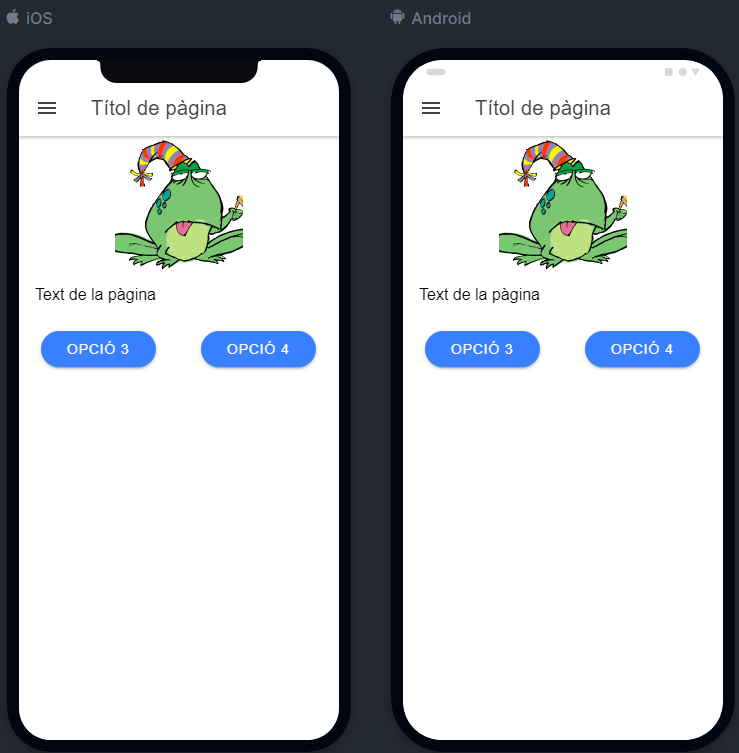 iOS
Android
Títol de pàgina
Títol de pàgina
Text de la pàgina
Text de la pàgina
OPCIÓ 3
OPCIÓ 4
OPCIÓ 3
OPCIÓ 4